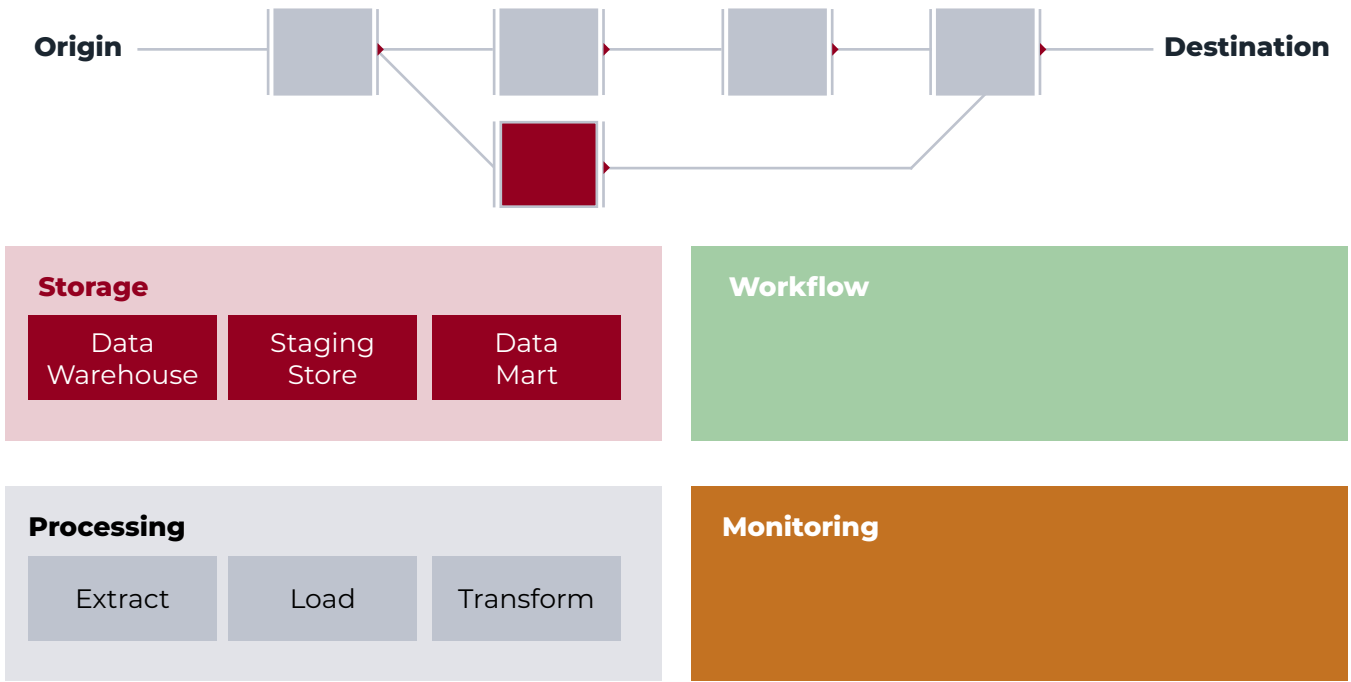 Origin
Destination
Storage
Data
Warehouse
Staging
Store
Data
Mart
Workflow
Processing
Extract
Load
Transform
Monitoring